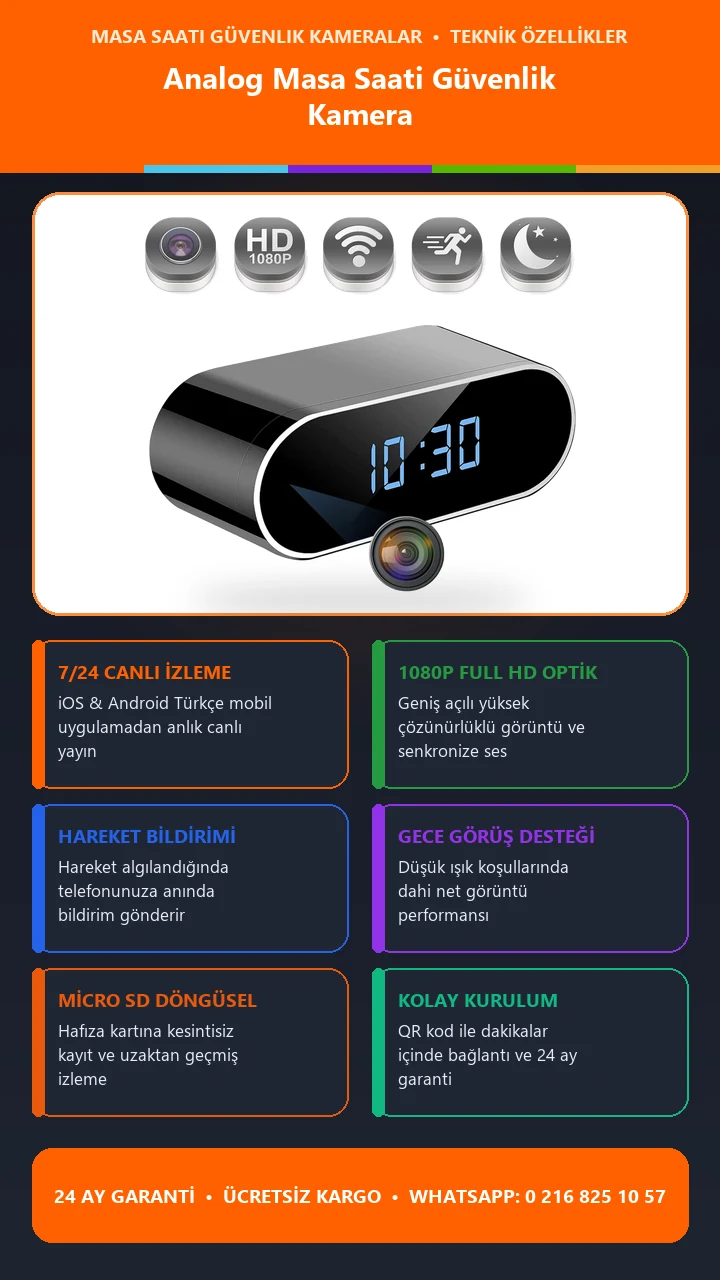 MASA SAATI GÜVENLIK KAMERALAR • TEKNİK ÖZELLİKLER
Analog Masa Saati Güvenlik
Kamera
HD
1080P
10:30
7/24 CANLI İZLEME
iOS & Android Türkçe mobil
uygulamadan anlık canlı
yayın
1080P FULL HD OPTİK
Geniş açılı yüksek
çözünürlüklü görüntü ve
senkronize ses
HAREKET BİLDİRİMİ
Hareket algılandığında
telefonunuza anında
bildirim gönderir
GECE GÖRÜŞ DESTEĞİ
Düşük ışık koşullarında
dahi net görüntü
performansı
MİCRO SD DÖNGÜSEL
Hafıza kartına kesintisiz
kayıt ve uzaktan geçmiş
izleme
KOLAY KURULUM
QR kod ile dakikalar
içinde bağlantı ve 24 ay
garanti
24 AY GARANTİ • ÜCRETSİZ KARGO • WHATSAPP: 0 216 825 10 57